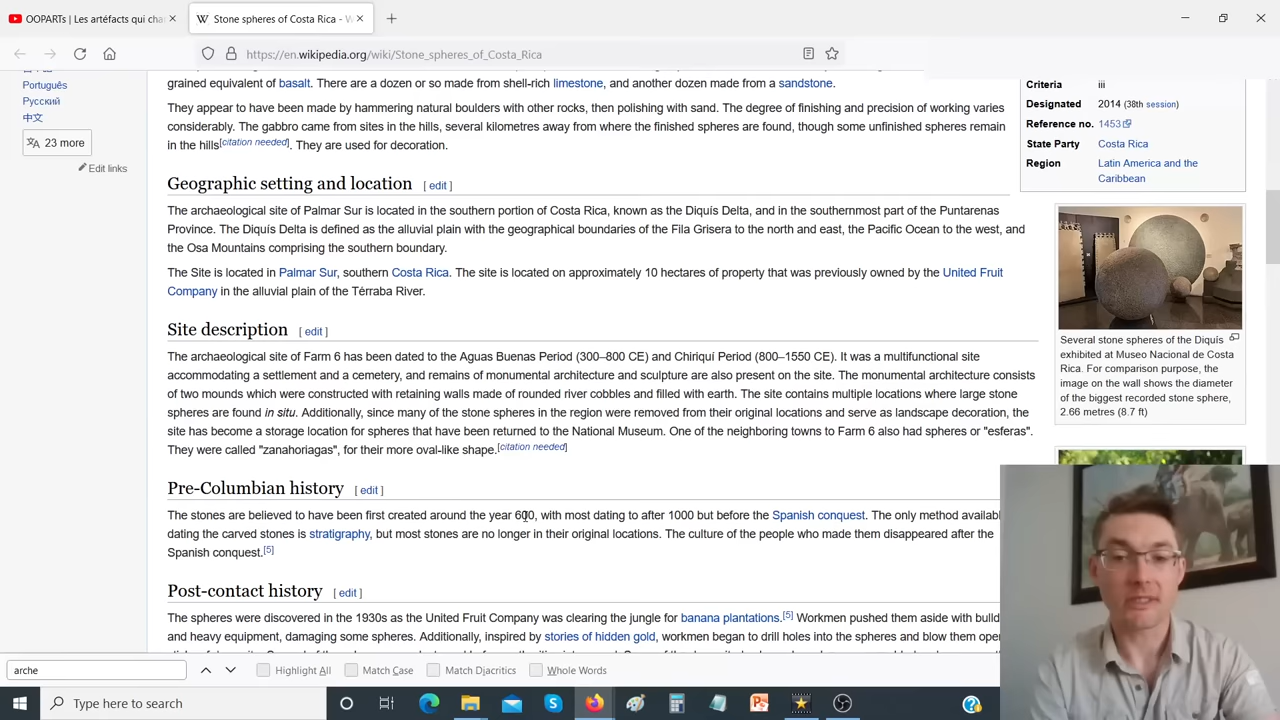 OOPARTs | Les artéfacts qui cha
Stone spheres of Costa Rica - W
https://en.wikipedia.org/wiki/Stone_spheres_of_Costa_Rica
Português
Русский
中文
23 more
Edit links
grained equivalent of basalt. There are a dozen or so made from shell-rich limestone, and another dozen made from a sandstone.
They appear to have been made by hammering natural boulders with other rocks, then polishing with sand. The degree of finishing and precision of working varies
considerably. The gabbro came from sites in the hills, several kilometres away from where the finished spheres are found, though some unfinished spheres remain
in the hills[citation needed]. They are used for decoration.
Geographic setting and location [ edit ]
The archaeological site of Palmar Sur is located in the southern portion of Costa Rica, known as the Diquís Delta, and in the southernmost part of the Puntarenas
Province. The Diquís Delta is defined as the alluvial plain with the geographical boundaries of the Fila Grisera to the north and east, the Pacific Ocean to the west, and
the Osa Mountains comprising the southern boundary.
The Site is located in Palmar Sur, southern Costa Rica. The site is located on approximately 10 hectares of property that was previously owned by the United Fruit
Company in the alluvial plain of the Térraba River.
Site description [ edit ]
The archaeological site of Farm 6 has been dated to the Aguas Buenas Period (300–800 CE) and Chiriquí Period (800–1550 CE). It was a multifunctional site
accommodating a settlement and a cemetery, and remains of monumental architecture and sculpture are also present on the site. The monumental architecture consists
of two mounds which were constructed with retaining walls made of rounded river cobbles and filled with earth. The site contains multiple locations where large stone
spheres are found in situ. Additionally, since many of the stone spheres in the region were removed from their original locations and serve as landscape decoration, the
site has become a storage location for spheres that have been returned to the National Museum. One of the neighboring towns to Farm 6 also had spheres or "esferas".
They were called "zanahoriagas", for their more oval-like shape.[citation needed]
Pre-Columbian history [ edit ]
The stones are believed to have been first created around the year 600, with most dating to after 1000 but before the Spanish conquest. The only method availabl
dating the carved stones is stratigraphy, but most stones are no longer in their original locations. The culture of the people who made them disappeared after the
Spanish conquest.[5]
Post-contact history [ edit ]
The spheres were discovered in the 1930s as the United Fruit Company was clearing the jungle for banana plantations.[5] Workmen pushed them aside with bulld
and heavy equipment, damaging some spheres. Additionally, inspired by stories of hidden gold, workmen began to drill holes into the spheres and blow them open
Criteria iii
Designated 2014 (38th session)
Reference no. 1453
State Party Costa Rica
Region Latin America and the
Caribbean
Several stone spheres of the Diquís
exhibited at Museo Nacional de Costa
Rica. For comparison purpose, the
image on the wall shows the diameter
of the biggest recorded stone sphere,
2.66 metres (8.7 ft)
arche
Highlight All
Match Case
Match Diacritics
Whole Words
Type here to search